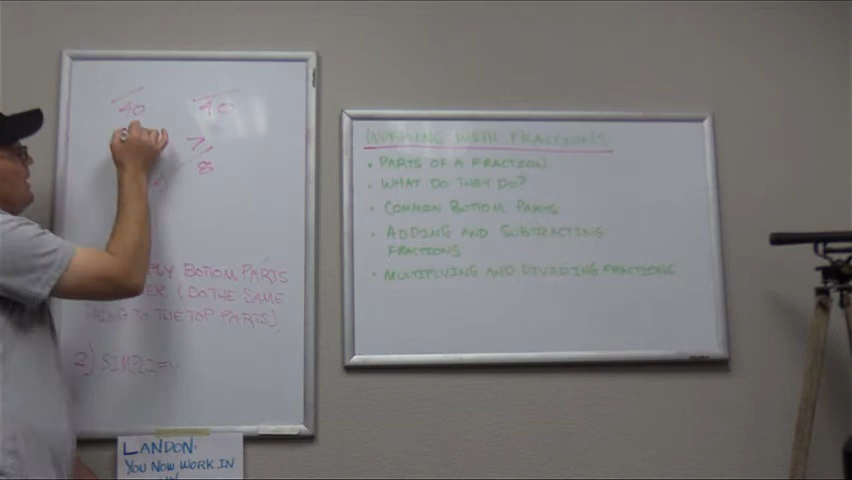 40 40
7
8
PLY BOTTOM PARTS
(DO THE SAME
TO THE TOP PARTS)
2)
LANDON:
YOU NOW WORK IN
WORKING WITH FRACTIONS
• PARTS OF A FRACTION
• WHAT DO THEY DO?
• COMMON BOTTOM PARTS
• ADDING AND SUBTRACTING
FRACTIONS
• MULTIPLYING AND DIVIDING FRACTIONS